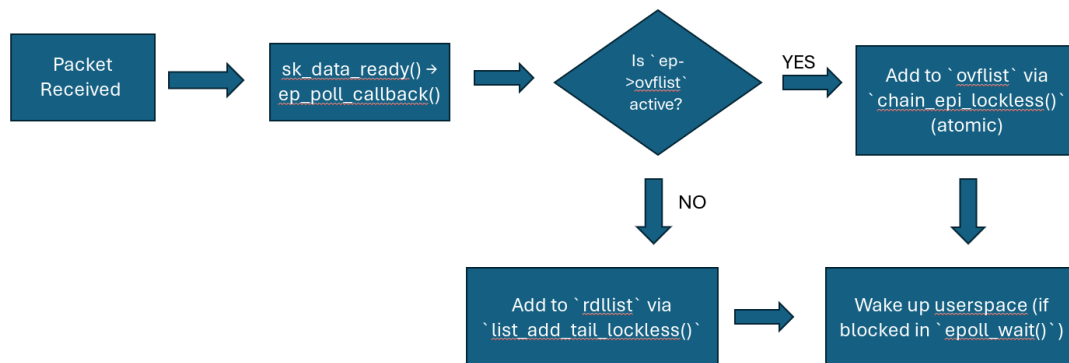 Packet
Received
sk_data_ready() →
ep_poll_callback()
Is `ep-
>ovflist`
active?
YES
Add to `ovflist` via
`chain_epi_lockless()`
(atomic)
NO
Add to `rdllist` via
`list_add_tail_lockless()`
Wake up userspace (if
blocked in `epoll_wait()`)